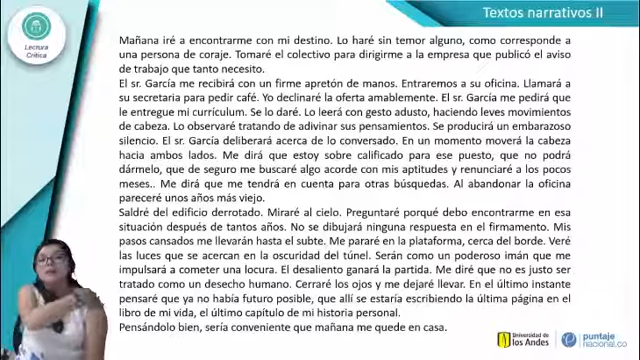 Textos narrativos II
Lectura
Crítica
Mañana iré a encontrarme con mi destino. Lo haré sin temor alguno, como corresponde a
una persona de coraje. Tomaré el colectivo para dirigirme a la empresa que publicó el aviso
de trabajo que tanto necesito.
El sr. García me recibirá con un firme apretón de manos. Entraremos a su oficina. Llamará a
su secretaria para pedir café. Yo declinaré la oferta amablemente. El sr. García me pedirá que
le entregue mi currículum. Se lo daré. Lo leerá con gesto adusto, haciendo leves movimientos
de cabeza. Lo observaré tratando de adivinar sus pensamientos. Se producirá un embarazoso
silencio. El sr. García deliberará acerca de lo conversado. En un momento moverá la cabeza
hacia ambos lados. Me dirá que estoy sobre calificado para ese puesto, que no podrá
dármelo, que de seguro me buscaré algo acorde con mis aptitudes y renunciaré a los pocos
meses.. Me dirá que me tendrá en cuenta para otras búsquedas. Al abandonar la oficina
pareceré unos años más viejo.
Saldré del edificio derrotado. Miraré al cielo. Preguntaré porqué debo encontrarme en esa
situación después de tantos años. No se dibujará ninguna respuesta en el firmamento. Mis
pasos cansados me llevarán hasta el subte. Me pararé en la plataforma, cerca del borde. Veré
las luces que se acercan en la oscuridad del túnel. Serán como un poderoso imán que me
impulsará a cometer una locura. El desaliento ganará la partida. Me diré que no es justo ser
tratado como un desecho humano. Cerraré los ojos y me dejaré llevar. En el último instante
pensaré que ya no había futuro posible, que allí se estaría escribiendo la última página en el
libro de mi vida, el último capítulo de mi historia personal.
Pensándolo bien, sería conveniente que mañana me quede en casa.
Universidad de
los Andes
puntaje
nacional.co